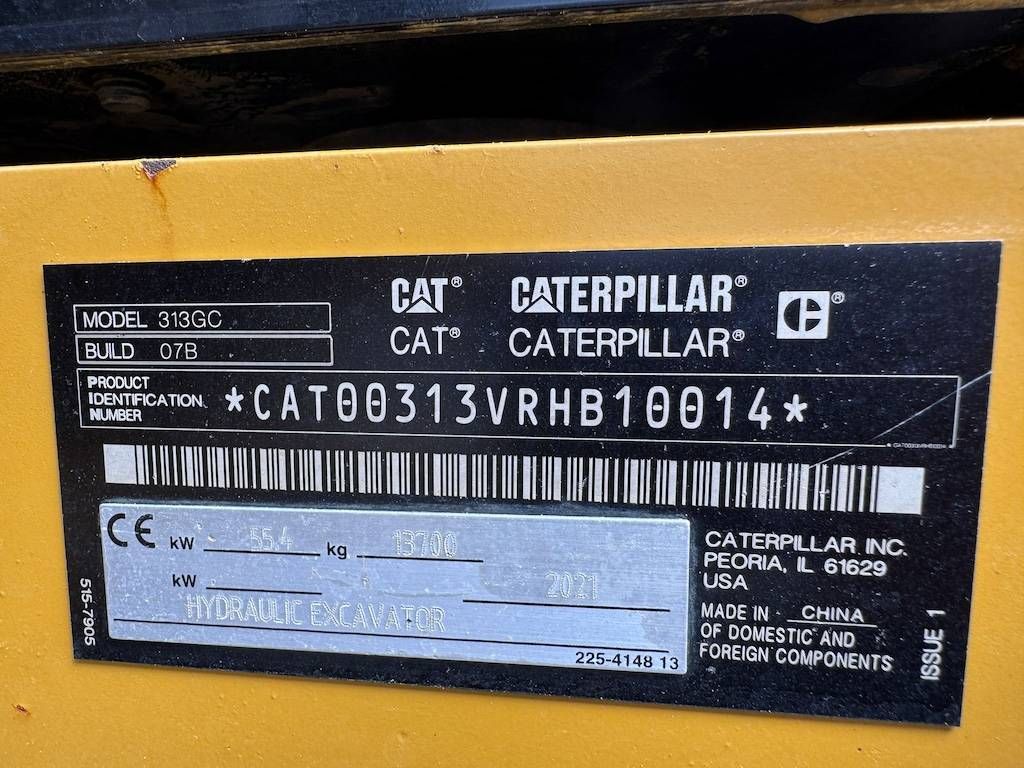 CAT® CATERPILLAR®
CAT® CATERPILLAR®
MODEL 313GC
BUILD 07B
PRODUCT
IDENTIFICATION
NUMBER
*CAT00313VRHB10014*
CE kW 55.4 kg 13700
kW 2021
HYDRAULIC EXCAVATOR
225-4148 13
515-7905
CATERPILLAR INC.
PEORIA, IL 61629
USA
MADE IN CHINA
OF DOMESTIC AND
FOREIGN COMPONENTS
ISSUE 1